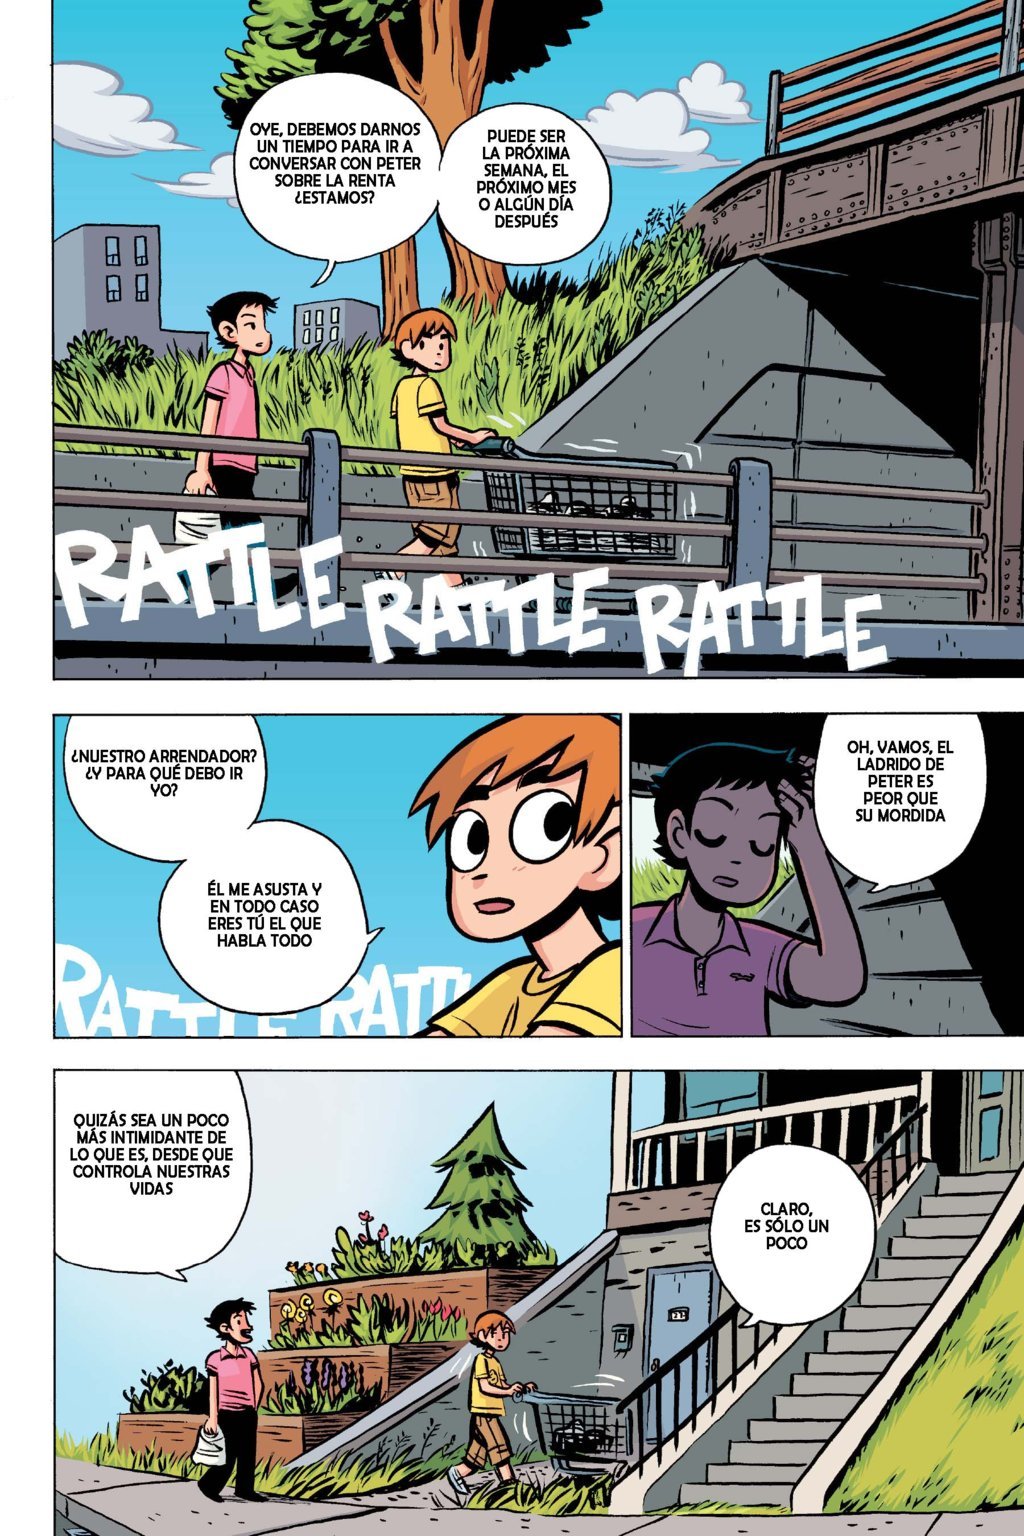 OYE, DEBEMOS DARNOS
UN TIEMPO PARA IR A
CONVERSAR CON PETER
SOBRE LA RENTA
¿ESTAMOS?
PUEDE SER
LA PRÓXIMA
SEMANA, EL
PRÓXIMO MES
O ALGÚN DÍA
DESPUÉS
RATTLE RATTLE RATTLE
¿NUESTRO ARRENDADOR?
¿Y PARA QUÉ DEBO IR
YO?
ÉL ME ASUSTA Y
EN TODO CASO
ERES TÚ EL QUE
HABLA TODO
RATTLE RATTL
OH, VAMOS, EL
LADRIDO DE
PETER ES
PEOR QUE
SU MORDIDA
QUIZÁS SEA UN POCO
MÁS INTIMIDANTE DE
LO QUE ES, DESDE QUE
CONTROLA NUESTRAS
VIDAS
CLARO,
ES SÓLO UN
POCO